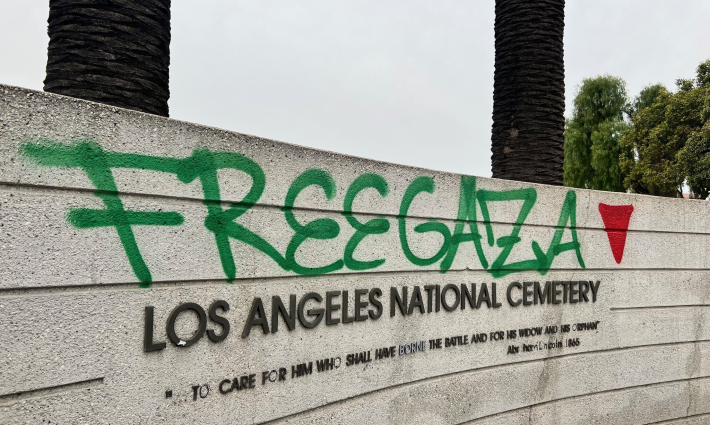 FREEGAZA
LOS ANGELES NATIONAL CEMETERY
"...TO CARE FOR HIM WHO SHALL HAVE BORNE THE BATTLE AND FOR HIS WIDOW AND HIS ORPHAN"
Abraham Lincoln 1865